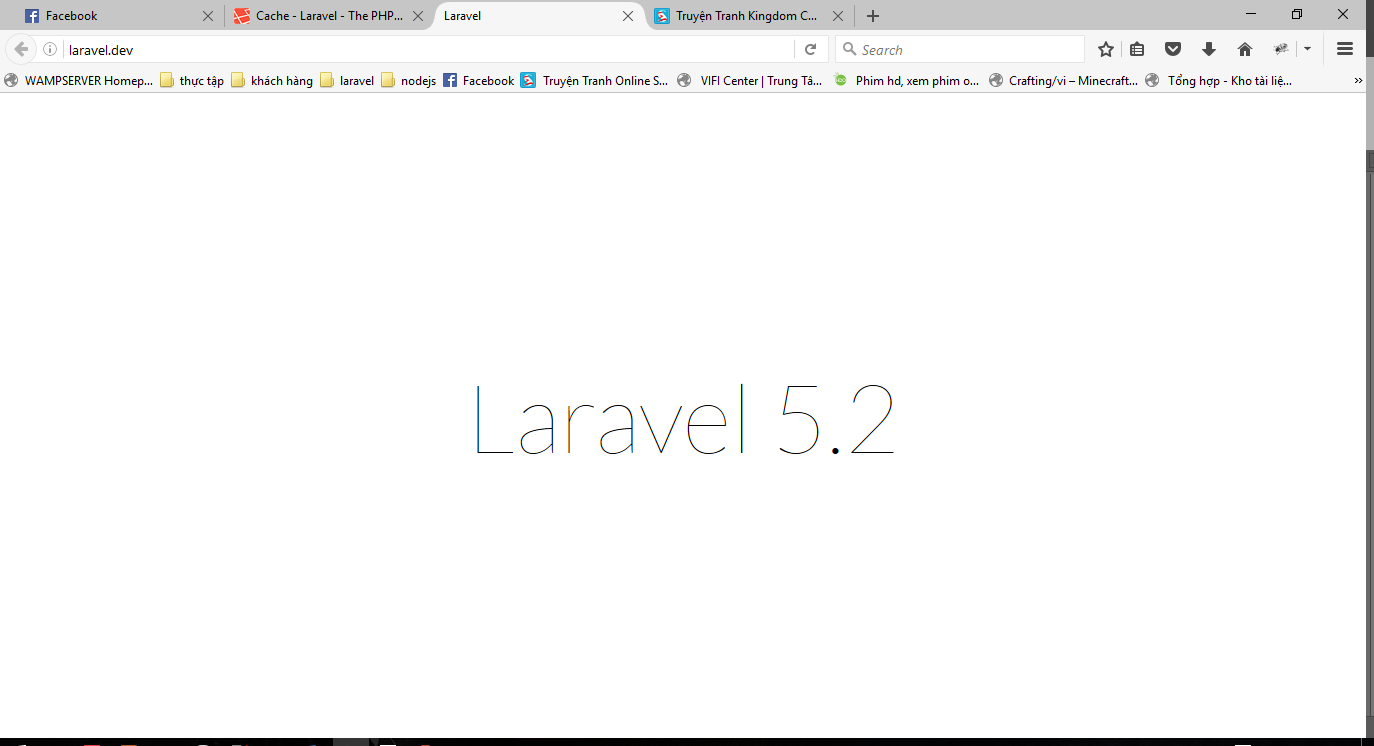 Facebook
Cache - Laravel - The PHP...
Laravel
Truyện Tranh Kingdom C...
laravel.dev
Search
WAMPSERVER Homep...
thực tập
khách hàng
laravel
nodejs
Facebook
Truyện Tranh Online S...
VIFI Center | Trung Tâ...
Phim hd, xem phim o...
Crafting/vi – Minecraft...
Tổng hợp - Kho tài liệ...
Laravel 5.2